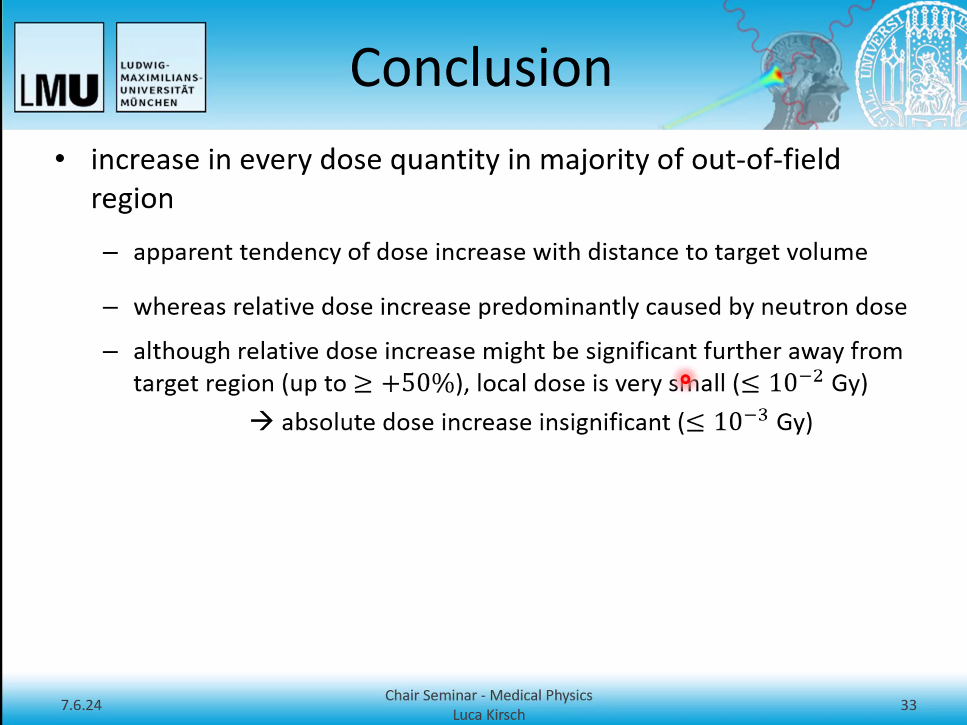 LMU
LUDWIG-
MAXIMILIANS-
UNIVERSITÄT
MÜNCHEN
Conclusion
• increase in every dose quantity in majority of out-of-field
region
– apparent tendency of dose increase with distance to target volume
– whereas relative dose increase predominantly caused by neutron dose
– although relative dose increase might be significant further away from
target region (up to ≥ +50%), local dose is very small (≤ 10⁻² Gy)
→ absolute dose increase insignificant (≤ 10⁻³ Gy)
7.6.24
Chair Seminar - Medical Physics
Luca Kirsch
33